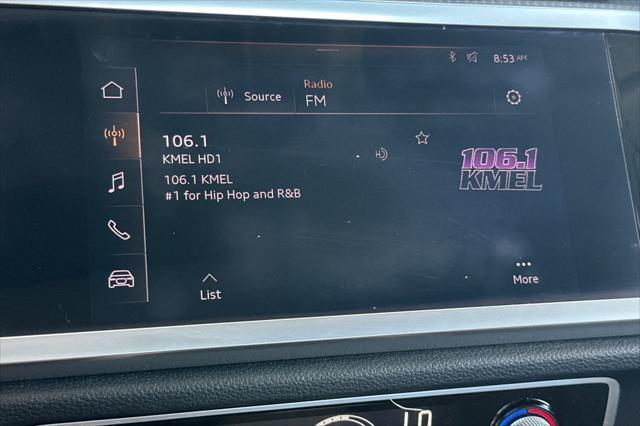 8:53 AM
Radio
Source
FM
106.1
KMEL HD1
106.1 KMEL
#1 for Hip Hop and R&B
106.1
KMEL
List
More